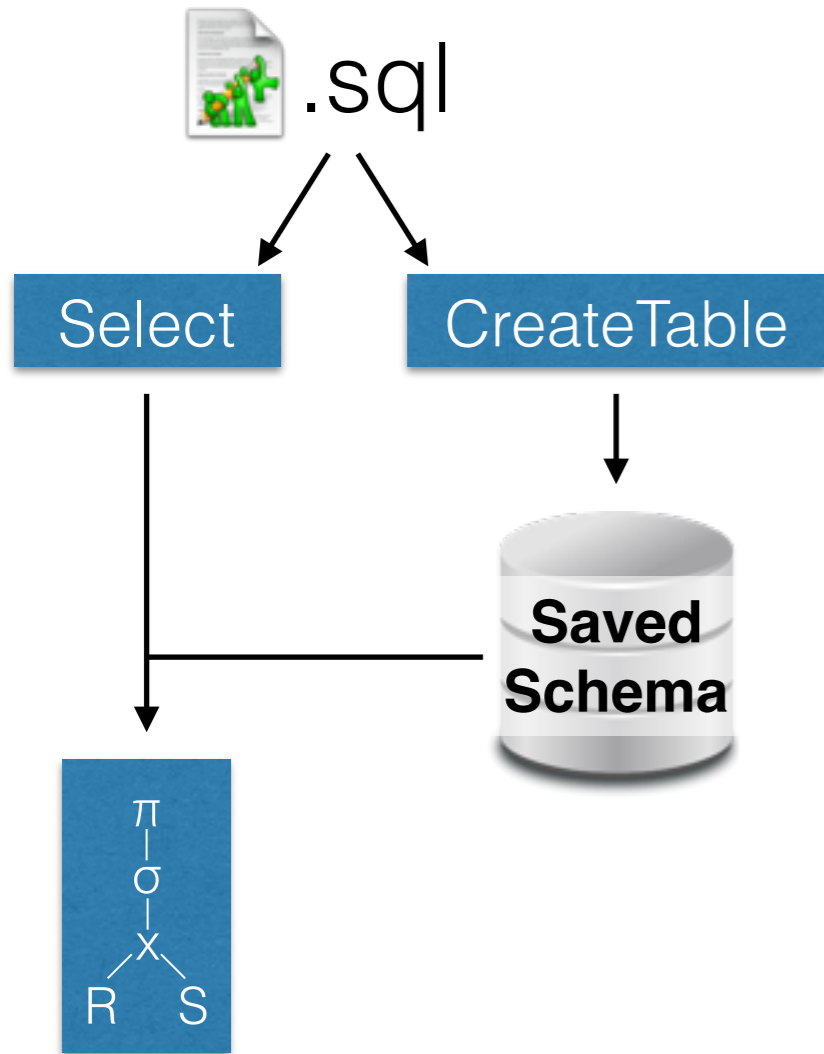 .sql
Select
CreateTable
Saved
Schema
π
σ
X
R S